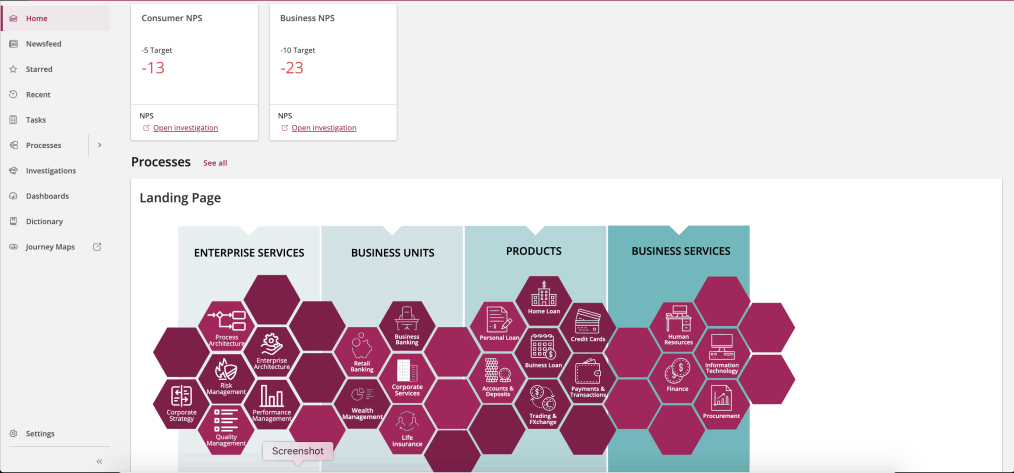 Home
Newsfeed
Starred
Recent
Tasks
Processes
Investigations
Dashboards
Dictionary
Journey Maps
Settings
Consumer NPS
-5 Target
-13
NPS
Open investigation
Business NPS
-10 Target
-23
NPS
Open investigation
Processes See all
Landing Page
ENTERPRISE SERVICES
BUSINESS UNITS
PRODUCTS
BUSINESS SERVICES
Process
Architecture
Enterprise
Architecture
Risk
Management
Corporate
Strategy
Performance
Management
Quality
Management
Business
Banking
Retail
Banking
Corporate
Services
Wealth
Management
Life
Insurance
Home Loan
Personal Loan
Credit Cards
Buiness Loan
Accounts &
Deposits
Payments &
Transactions
Trading &
FXchange
Human
Resources
Information
Technology
Finance
Procurement
Screenshot